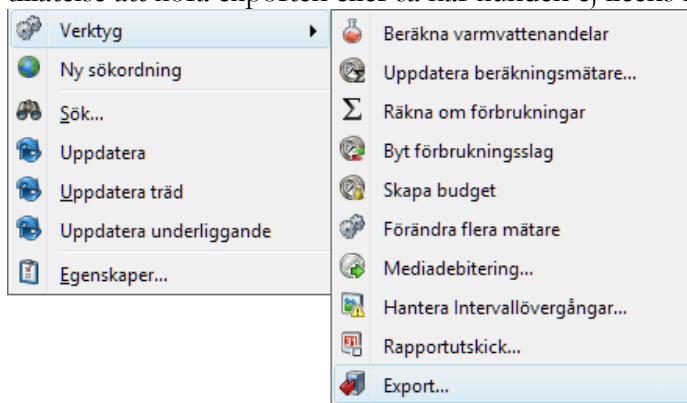 att
Verktyg
Ny sökordning
Sök...
Uppdatera
Uppdatera träd
Uppdatera underliggande
Egenskaper...
Beräkna varmvattenandelar
Uppdatera beräkningsmätare...
Räkna om förbrukningar
Byt förbrukningsslag
Skapa budget
Förändra flera mätare
Mediadebitering...
Hantera Intervallövergångar...
Rapportutskick...
Export...